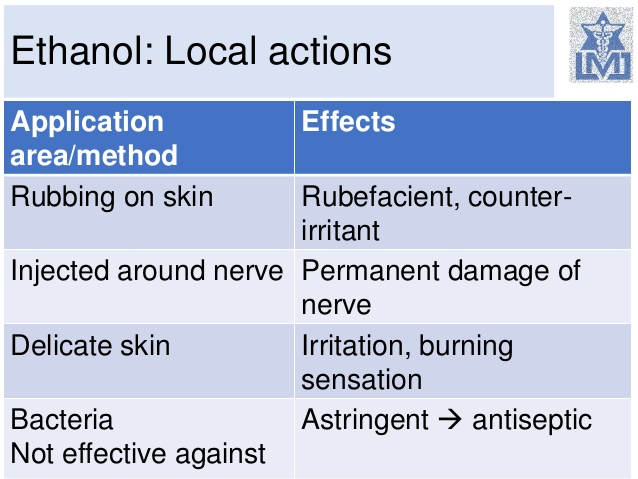 Ethanol: Local actions
LMJ
Application
area/method
Effects
Rubbing on skin
Rubefacient, counter-
irritant
Injected around nerve
Permanent damage of
nerve
Delicate skin
Irritation, burning
sensation
Bacteria
Not effective against
Astringent → antiseptic